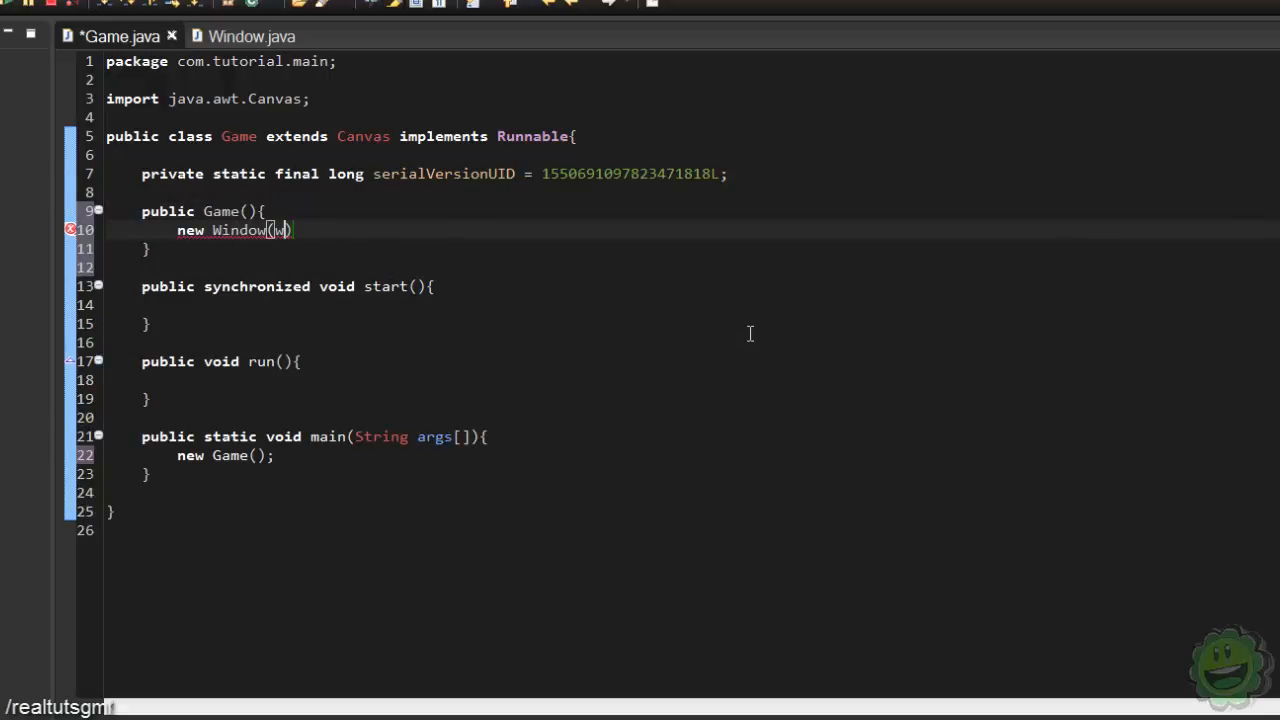 *Game.java Window.java
1 package com.tutorial.main;
2
3 import java.awt.Canvas;
4
5 public class Game extends Canvas implements Runnable{
6
7 private static final long serialVersionUID = 1550691097823471818L;
8
9 public Game(){
10 new Window(w)
11 }
12
13 public synchronized void start(){
14
15 }
16
17 public void run(){
18
19 }
20
21 public static void main(String args[]){
22 new Game();
23 }
24
25 }
26
/realtutsgm